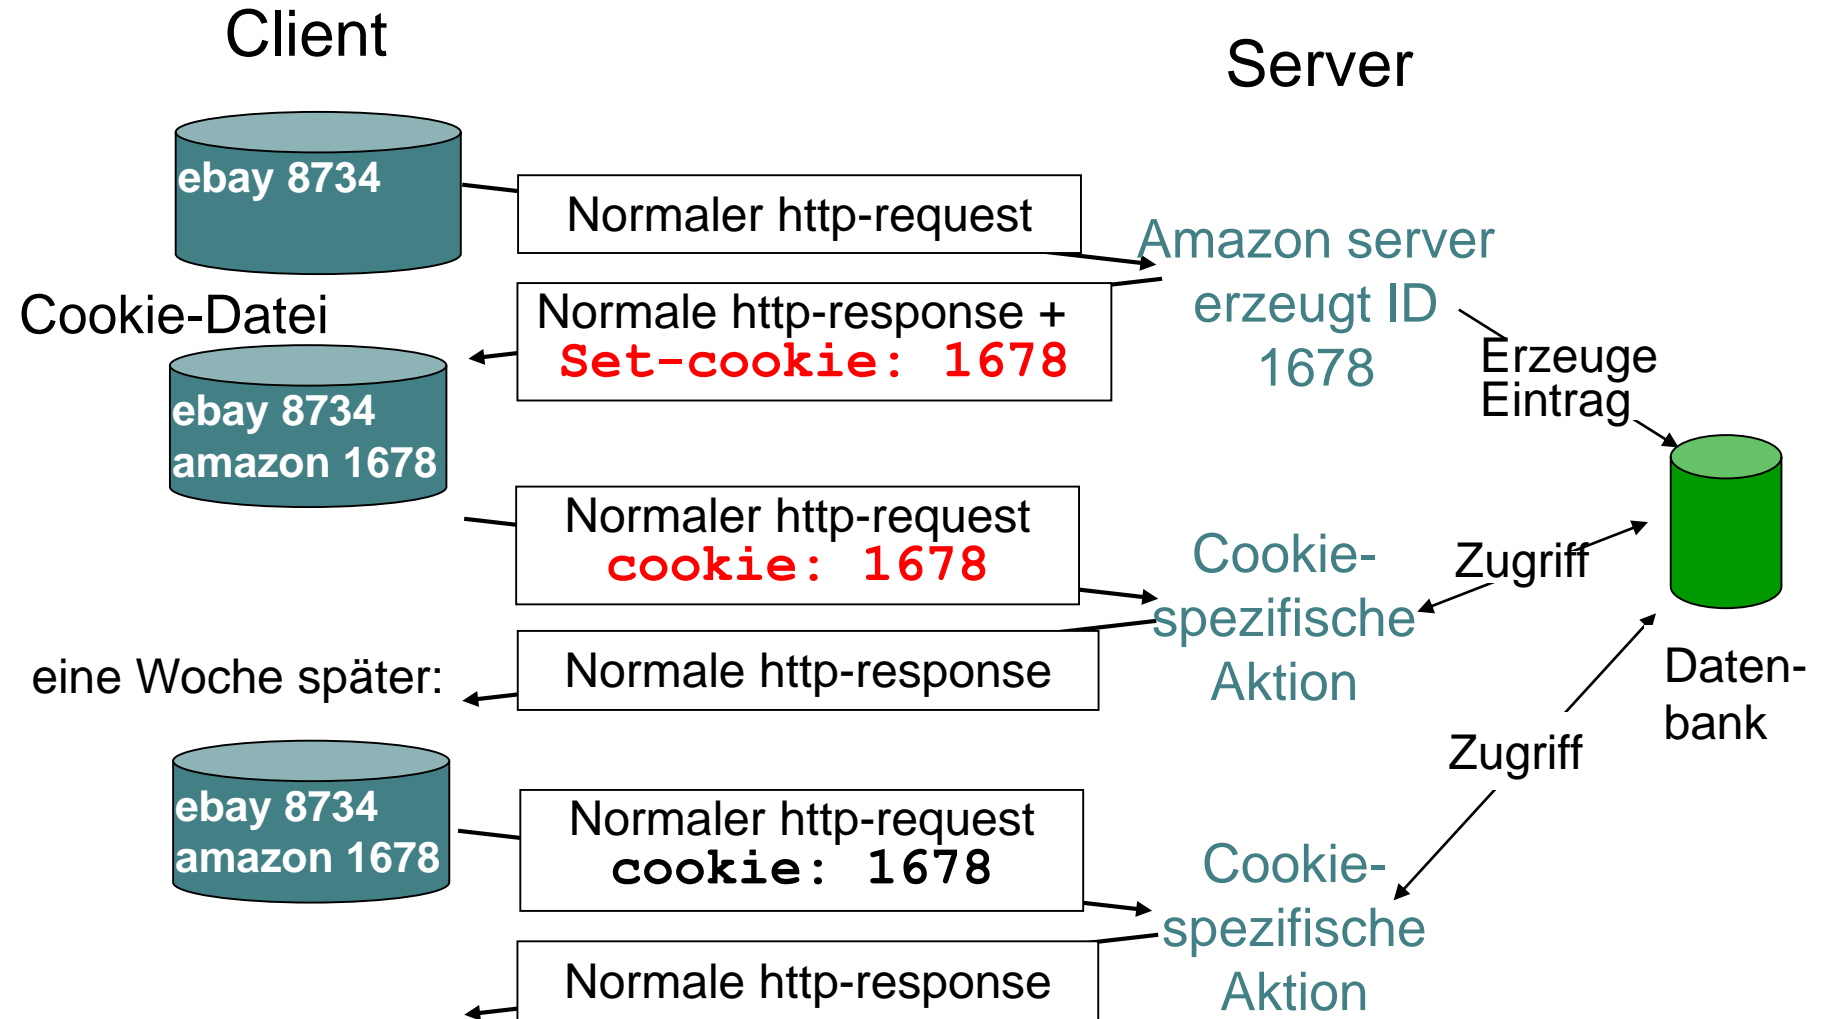 Client
Server
ebay 8734
Normaler http-request
Amazon server
erzeugt ID
1678
Cookie-Datei
Normale http-response +
Set-cookie: 1678
Erzeuge
Eintrag
ebay 8734
amazon 1678
Normaler http-request
cookie: 1678
Cookie-
spezifische
Aktion
Zugriff
Daten-
bank
eine Woche später:
Normale http-response
Zugriff
ebay 8734
amazon 1678
Normaler http-request
cookie: 1678
Cookie-
spezifische
Aktion
Normale http-response